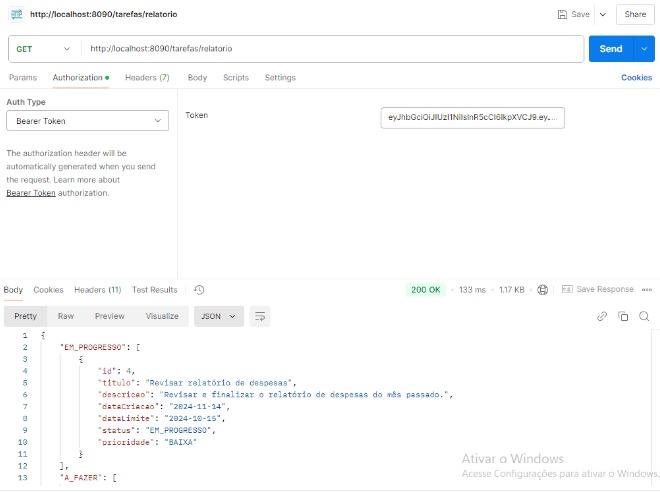 http://localhost:8090/tarefas/relatorio
Save
Share
GET
http://localhost:8090/tarefas/relatorio
Send
Params
Authorization
Headers (7)
Body
Scripts
Settings
Cookies
Auth Type
Bearer Token
The authorization header will be
automatically generated when you send
the request. Learn more about
Bearer Token authorization.
Token
Body
Cookies
Headers (11)
Test Results
200 OK
133 ms
1.17 KB
Save Response
Pretty
Raw
Preview
Visualize
JSON
1 {
2 "EM_PROGRESSO": [
3 {
4 "id": 4,
5 "titulo": "Revisar relatório de despesas",
6 "descricao": "Revisar e finalizar o relatório de despesas do mês passado.",
7 "dataCriacao": "2024-11-14",
8 "dataLimite": "2024-10-15",
9 "status": "EM_PROGRESSO",
10 "prioridade": "BAIXA"
11 }
12 ],
13 "A_FAZER": [
Ativar o Windows
Acesse Configurações para ativar o Windows.